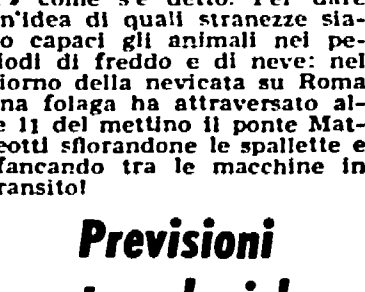 come s'è detto. Per dare
n'idea di quali stranezze sia-
o capaci gli animali nei pe-
iodi di freddo e di neve: nel
iorno della nevicata su Roma
na folaga ha attraversato al-
e 11 del mettino il ponte Mat-
eotti sfiorandone le spallette e
fancando tra le macchine in
ransito!
Previsioni